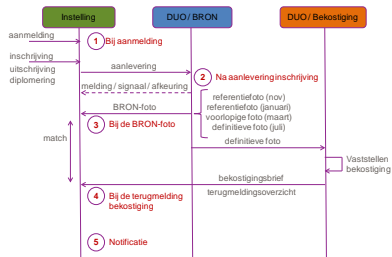 Instelling
DUO / BRON
DUO / Bekostiging
aanmelding
1 Bij aanmelding
inschrijving
uitschrijving
diplomering
aanlevering
2 Na aanlevering inschrijving
melding / signaal / afkeuring
BRON-foto
referentiefoto (nov)
referentiefoto (januari)
voorlopige foto (maart)
definitieve foto (juli)
3 Bij de BRON-foto
match
definitieve foto
Vaststellen
bekostiging
bekostigingsbrief
4 Bij de terugmelding
bekostiging
terugmeldingsoverzicht
5 Notificatie